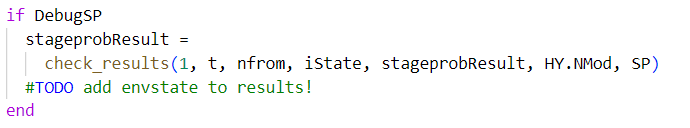 if DebugSP
stageprobResult =
check_results(1, t, nfrom, iState, stageprobResult, HY.NMod, SP)
#TODO add envstate to results!
end